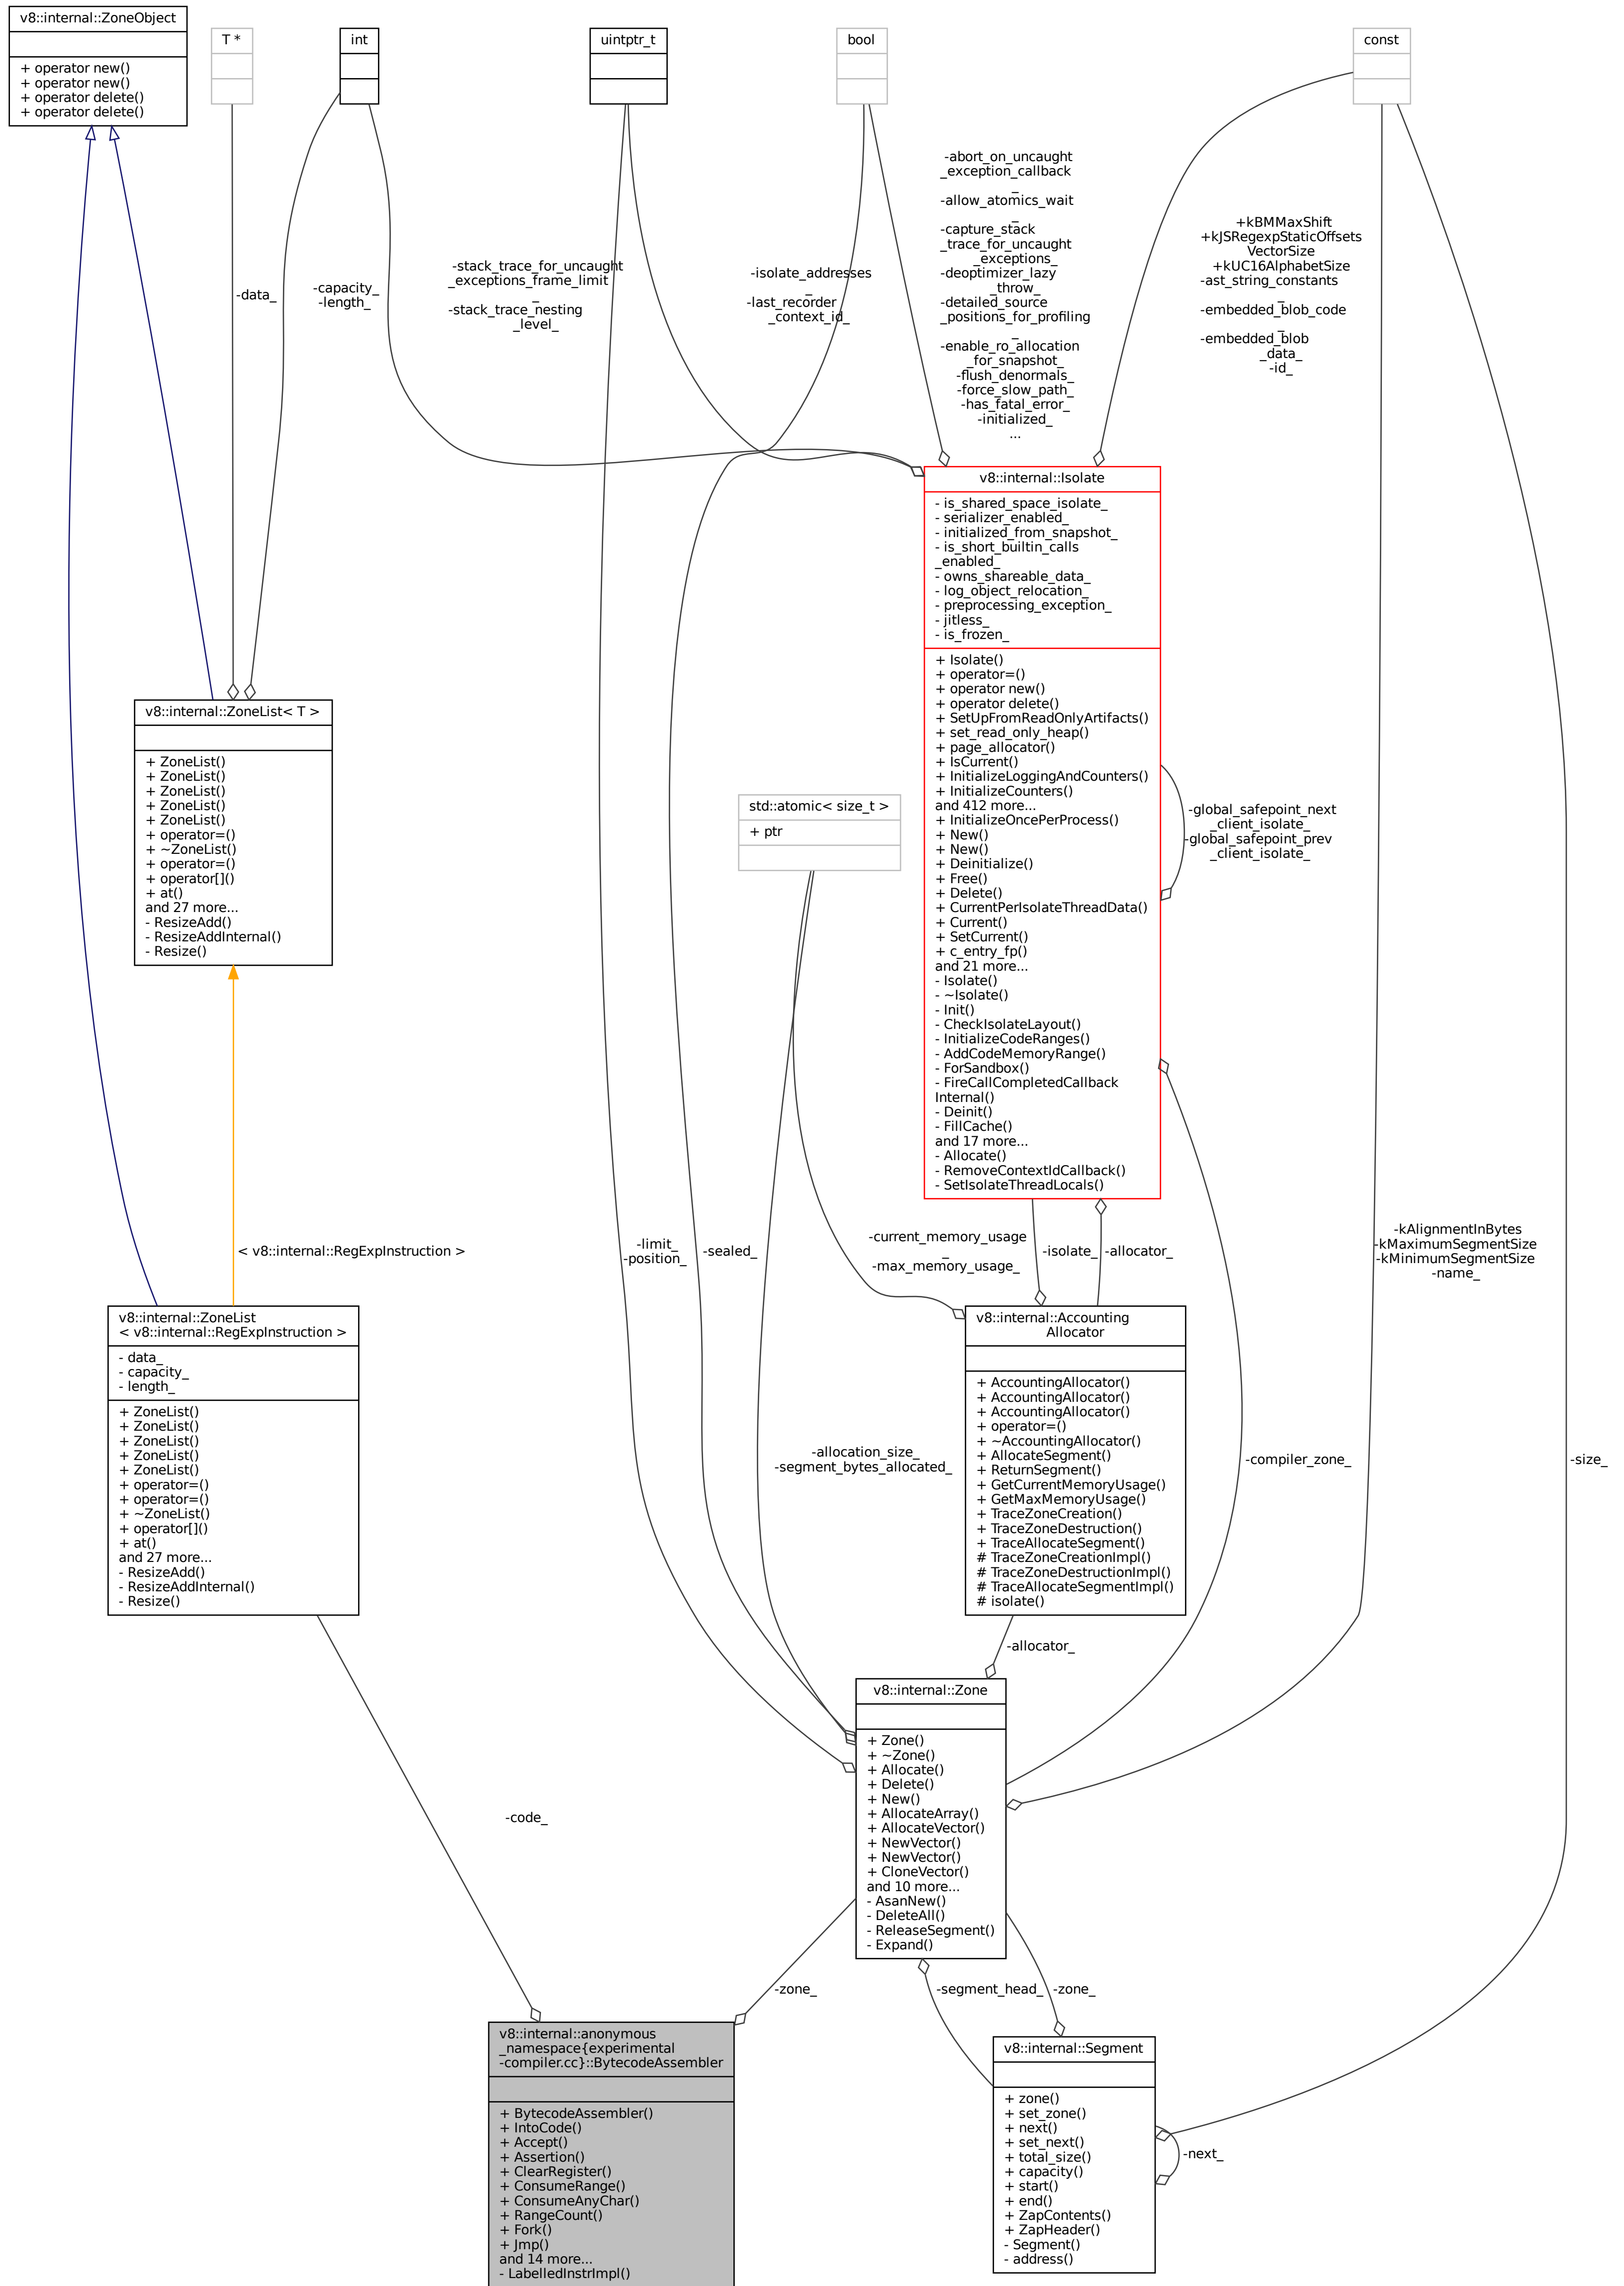 v8::internal::ZoneObject
+ operator new()
+ operator new()
+ operator delete()
+ operator delete()
T *
int
uintptr_t
bool
const
-data_
-capacity_
-length_
-stack_trace_for_uncaught
_exceptions_frame_limit
_
-stack_trace_nesting
_level_
-isolate_addresses
_
-last_recorder
_context_id_
-abort_on_uncaught
_exception_callback
_
-allow_atomics_wait
_
-capture_stack
_trace_for_uncaught
_exceptions_
-deoptimizer_lazy
_throw_
-detailed_source
_positions_for_profiling
_
-enable_ro_allocation
_for_snapshot_
-flush_denormals_
-force_slow_path_
-has_fatal_error_
-initialized_
...
+kBMMaxShift
+kJSRegexpStaticOffsets
VectorSize
+kUC16AlphabetSize
-ast_string_constants
_
-embedded_blob_code
_
-embedded_blob
_data_
-id_
v8::internal::Isolate
- is_shared_space_isolate_
- serializer_enabled_
- initialized_from_snapshot_
- is_short_builtin_calls
_enabled_
- owns_shareable_data_
- log_object_relocation_
- preprocessing_exception_
- jitless_
- is_frozen_
+ Isolate()
+ operator=()
+ operator new()
+ operator delete()
+ SetUpFromReadOnlyArtifacts()
+ set_read_only_heap()
+ page_allocator()
+ IsCurrent()
+ InitializeLoggingAndCounters()
+ InitializeCounters()
and 412 more...
+ InitializeOncePerProcess()
+ New()
+ New()
+ Deinitialize()
+ Free()
+ Delete()
+ CurrentPerIsolateThreadData()
+ Current()
+ SetCurrent()
+ c_entry_fp()
and 21 more...
- Isolate()
- ~Isolate()
- Init()
- CheckIsolateLayout()
- InitializeCodeRanges()
- AddCodeMemoryRange()
- ForSandbox()
- FireCallCompletedCallback
Internal()
- Deinit()
- FillCache()
and 17 more...
- Allocate()
- RemoveContextIdCallback()
- SetIsolateThreadLocals()
-global_safepoint_next
_client_isolate_
-global_safepoint_prev
_client_isolate_
v8::internal::ZoneList< T >
+ ZoneList()
+ ZoneList()
+ ZoneList()
+ ZoneList()
+ ZoneList()
+ operator=()
+ ~ZoneList()
+ operator=()
+ operator[]()
+ at()
and 27 more...
- ResizeAdd()
- ResizeAddInternal()
- Resize()
std::atomic< size_t >
+ ptr
< v8::internal::RegExpInstruction >
-limit_
-position_
-sealed_
-current_memory_usage
_
-max_memory_usage_
-isolate_
-allocator_
-kAlignmentInBytes
-kMaximumSegmentSize
-kMinimumSegmentSize
-name_
v8::internal::ZoneList
< v8::internal::RegExpInstruction >
- data_
- capacity_
- length_
+ ZoneList()
+ ZoneList()
+ ZoneList()
+ ZoneList()
+ ZoneList()
+ operator=()
+ operator=()
+ ~ZoneList()
+ operator[]()
+ at()
and 27 more...
- ResizeAdd()
- ResizeAddInternal()
- Resize()
-allocation_size_
-segment_bytes_allocated_
v8::internal::Accounting
Allocator
+ AccountingAllocator()
+ AccountingAllocator()
+ AccountingAllocator()
+ operator=()
+ ~AccountingAllocator()
+ AllocateSegment()
+ ReturnSegment()
+ GetCurrentMemoryUsage()
+ GetMaxMemoryUsage()
+ TraceZoneCreation()
+ TraceZoneDestruction()
+ TraceAllocateSegment()
# TraceZoneCreationImpl()
# TraceZoneDestructionImpl()
# TraceAllocateSegmentImpl()
# isolate()
-compiler_zone_
-size_
-allocator_
v8::internal::Zone
+ Zone()
+ ~Zone()
+ Allocate()
+ Delete()
+ New()
+ AllocateArray()
+ AllocateVector()
+ NewVector()
+ NewVector()
+ CloneVector()
and 10 more...
- AsanNew()
- DeleteAll()
- ReleaseSegment()
- Expand()
-code_
-zone_
-segment_head_
-zone_
v8::internal::anonymous
_namespace{experimental
-compiler.cc}::BytecodeAssembler
+ BytecodeAssembler()
+ IntoCode()
+ Accept()
+ Assertion()
+ ClearRegister()
+ ConsumeRange()
+ ConsumeAnyChar()
+ RangeCount()
+ Fork()
+ Jmp()
and 14 more...
- LabelledInstrImpl()
v8::internal::Segment
+ zone()
+ set_zone()
+ next()
+ set_next()
+ total_size()
+ capacity()
+ start()
+ end()
+ ZapContents()
+ ZapHeader()
- Segment()
- address()
-next_